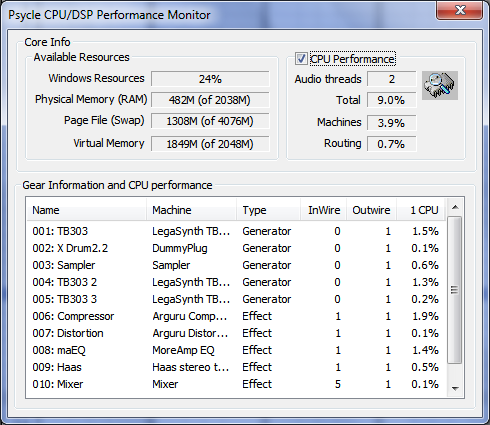 Psycle CPU/DSP Performance Monitor
Core Info
Available Resources
Windows Resources 24%
Physical Memory (RAM) 482M (of 2038M)
Page File (Swap) 1308M (of 4076M)
Virtual Memory 1849M (of 2048M)
CPU Performance
Audio threads 2
Total 9.0%
Machines 3.9%
Routing 0.7%
Gear Information and CPU performance
Name Machine Type InWire Outwire 1 CPU
001: TB303 LegaSynth TB... Generator 0 1 1.5%
002: X Drum2.2 DummyPlug Generator 0 1 0.1%
003: Sampler Sampler Generator 0 1 0.6%
004: TB303 2 LegaSynth TB... Generator 0 1 1.3%
005: TB303 3 LegaSynth TB... Generator 0 1 0.2%
006: Compressor Arguru Comp... Effect 1 1 1.9%
007: Distortion Arguru Distor... Effect 1 1 0.1%
008: maEQ MoreAmp EQ Effect 1 1 1.4%
009: Haas Haas stereo t... Effect 1 1 0.5%
010: Mixer Mixer Effect 5 1 0.1%